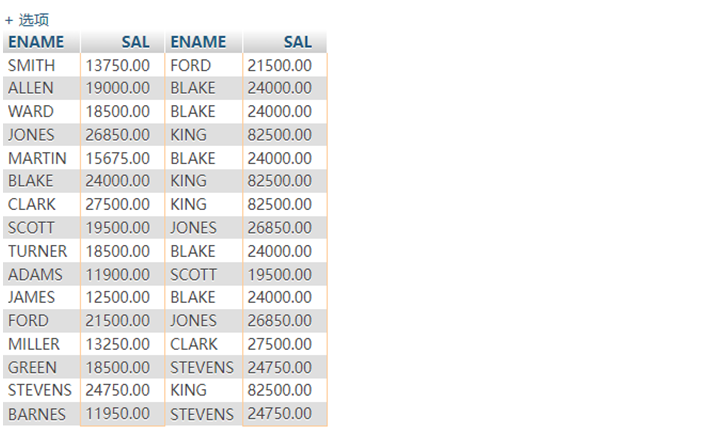 + 选项
ENAME SAL ENAME SAL
SMITH 13750.00 FORD 21500.00
ALLEN 19000.00 BLAKE 24000.00
WARD 18500.00 BLAKE 24000.00
JONES 26850.00 KING 82500.00
MARTIN 15675.00 BLAKE 24000.00
BLAKE 24000.00 KING 82500.00
CLARK 27500.00 KING 82500.00
SCOTT 19500.00 JONES 26850.00
TURNER 18500.00 BLAKE 24000.00
ADAMS 11900.00 SCOTT 19500.00
JAMES 12500.00 BLAKE 24000.00
FORD 21500.00 JONES 26850.00
MILLER 13250.00 CLARK 27500.00
GREEN 18500.00 STEVENS 24750.00
STEVENS 24750.00 KING 82500.00
BARNES 11950.00 STEVENS 24750.00